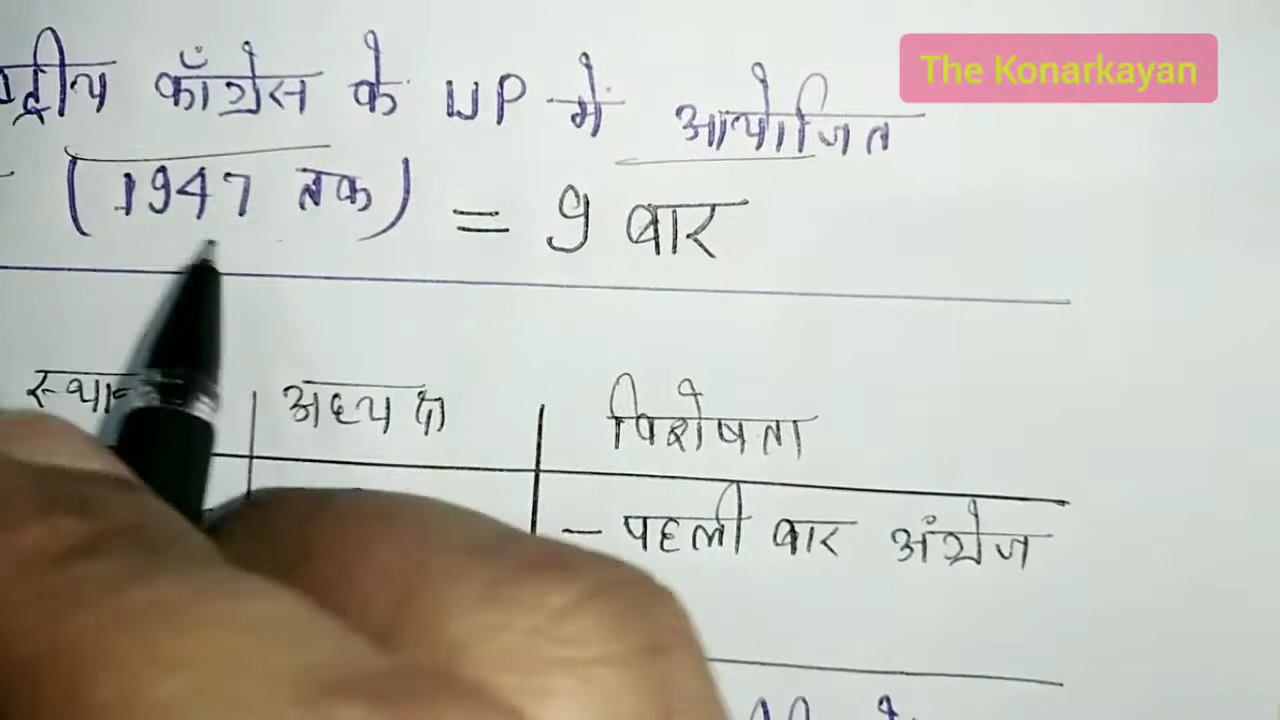 The Konarkayan
ष्ट्रीय काँग्रेस के UP में आयोजित
(1947 तक) = 9 बार
स्थान अध्यक्ष विशेषता
- पहली बार अंग्रेज